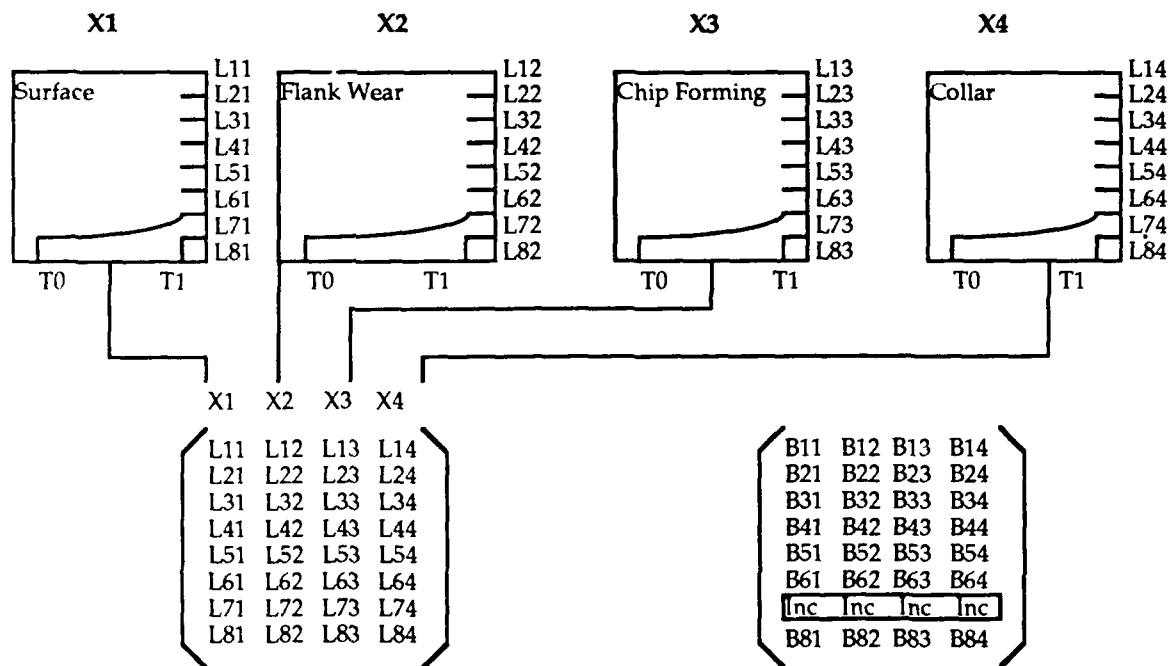 X1 X2 X3 X4
L11 L12 L13 L14
Surface Flank Wear Chip Forming Collar
L21 L22 L23 L24
L31 L32 L33 L34
L41 L42 L43 L44
L51 L52 L53 L54
L61 L62 L63 L64
L71 L72 L73 L74
L81 L82 L83 L84
T0 T1 T0 T1 T0 T1 T0 T1
X1 X2 X3 X4
L11 L12 L13 L14
L21 L22 L23 L24
L31 L32 L33 L34
L41 L42 L43 L44
L51 L52 L53 L54
L61 L62 L63 L64
L71 L72 L73 L74
L81 L82 L83 L84
B11 B12 B13 B14
B21 B22 B23 B24
B31 B32 B33 B34
B41 B42 B43 B44
B51 B52 B53 B54
B61 B62 B63 B64
Inc Inc Inc Inc
B81 B82 B83 B84